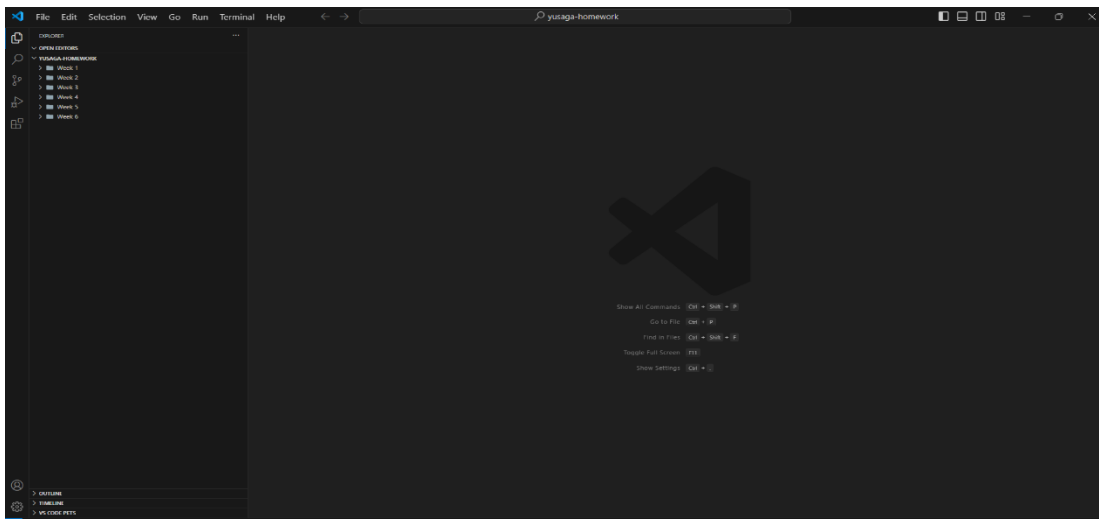 File Edit Selection View Go Run Terminal Help yusaga-homework
EXPLORER
OPEN EDITORS
YUSAGA-HOMEWORK
Week 1
Week 2
Week 3
Week 4
Week 5
Week 6
Show All Commands Ctrl + Shift + P
Go to File Ctrl + P
Find in Files Ctrl + Shift + F
Toggle Full Screen F11
Show Settings Ctrl + ,
OUTLINE
TIMELINE
VS CODE PETS